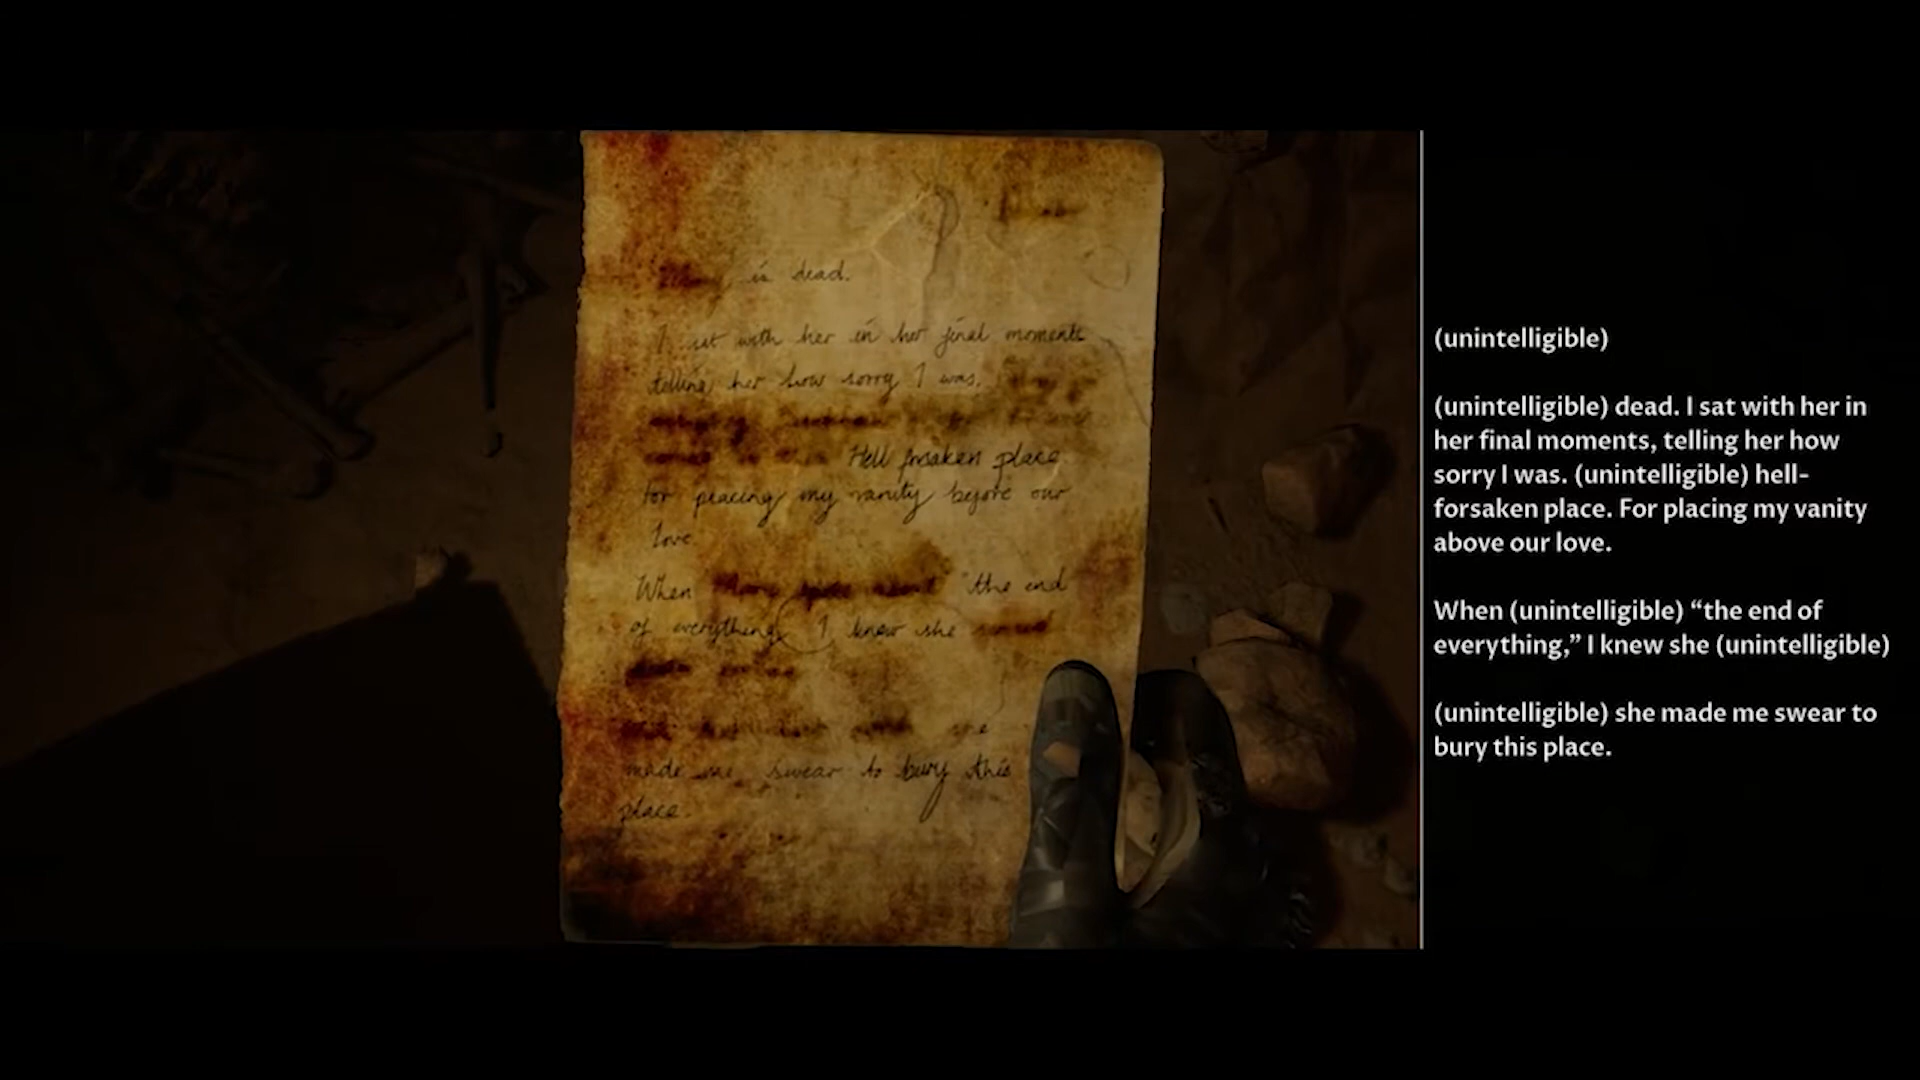 is dead.
I sat with her in her final moments
telling her how sorry I was.
Hell forsaken place
for placing my vanity before our
love.
When "the end
of everything, I knew she
she
made me swear to bury this
place.
(unintelligible)
(unintelligible) dead. I sat with her in
her final moments, telling her how
sorry I was. (unintelligible) hell-
forsaken place. For placing my vanity
above our love.
When (unintelligible) “the end of
everything,” I knew she (unintelligible)
(unintelligible) she made me swear to
bury this place.